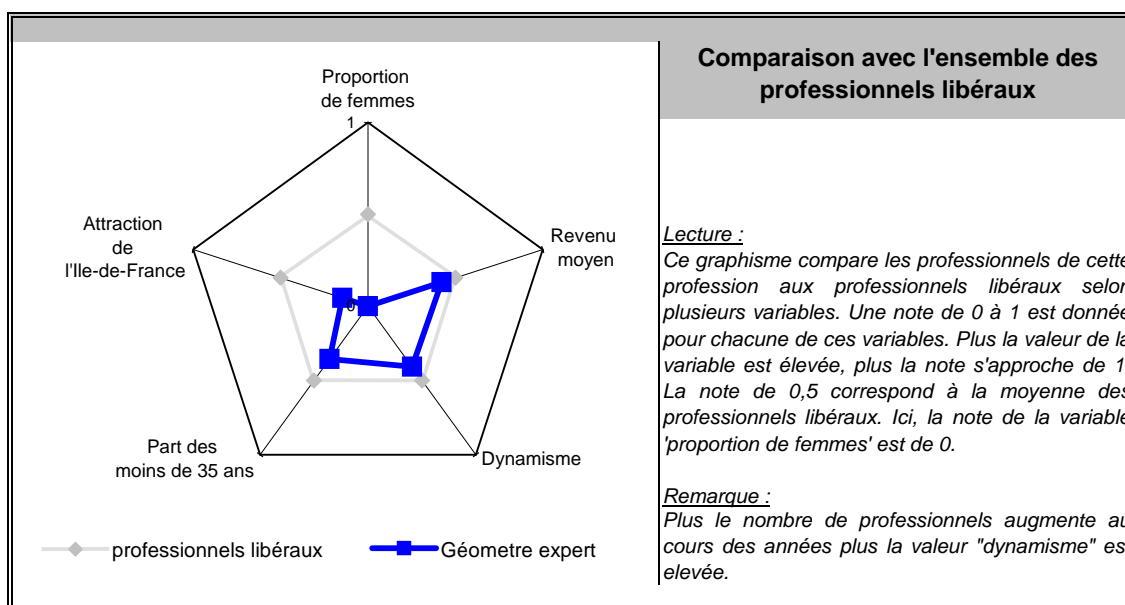 Comparaison avec l'ensemble des
professionnels libéraux
Proportion
de femmes
1
Attraction
de
l'Ile-de-France
Revenu
moyen
0
Part des
moins de 35 ans
Dynamisme
professionnels libéraux
Géometre expert
Lecture :
Ce graphisme compare les professionnels de cette
profession aux professionnels libéraux selon
plusieurs variables. Une note de 0 à 1 est donnée
pour chacune de ces variables. Plus la valeur de la
variable est élevée, plus la note s'approche de 1
La note de 0,5 correspond à la moyenne des
professionnels libéraux. Ici, la note de la variable
'proportion de femmes' est de 0.
Remarque :
Plus le nombre de professionnels augmente au
cours des années plus la valeur "dynamisme" es
elevée.